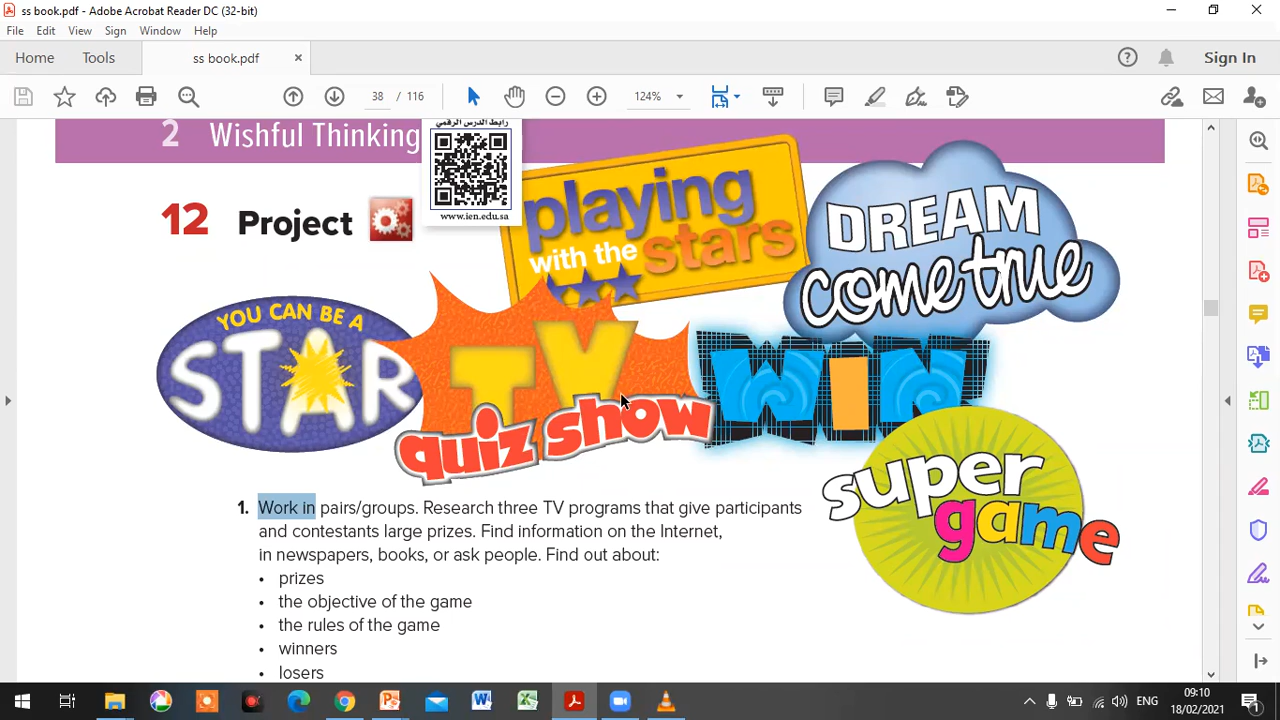 ss book.pdf - Adobe Acrobat Reader DC (32-bit)
File Edit View Sign Window Help
Home Tools ss book.pdf × Sign In
38 / 116 124%
2 Wishful Thinking
رابط الدرس الرقمي
www.ien.edu.sa
12 Project
playing
with the stars
DREAM
come true
YOU CAN BE A
STAR
TV
quiz show
WIN
super
game
1. Work in pairs/groups. Research three TV programs that give participants
and contestants large prizes. Find information on the Internet,
in newspapers, books, or ask people. Find out about:
• prizes
• the objective of the game
• the rules of the game
• winners
• losers
ENG
09:10
18/02/2021
1